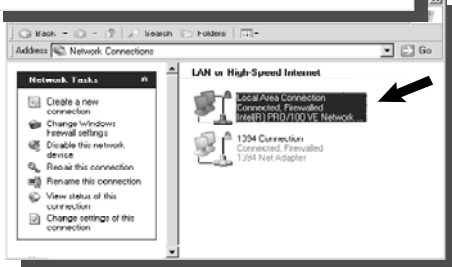 Back Search Folders
Address Network Connections Go
Network Tasks
Create a new
connection
Change Windows
Firewall settings
Disable this network
device
Repair this connection
Rename this connection
View status of this
connection
Change settings of this
connection
LAN or High-Speed Internet
Local Area Connection
Connected, Firewalled
Intel(R) PRO/100 VE Network...
1394 Connection
Connected, Firewalled
1394 Net Adapter